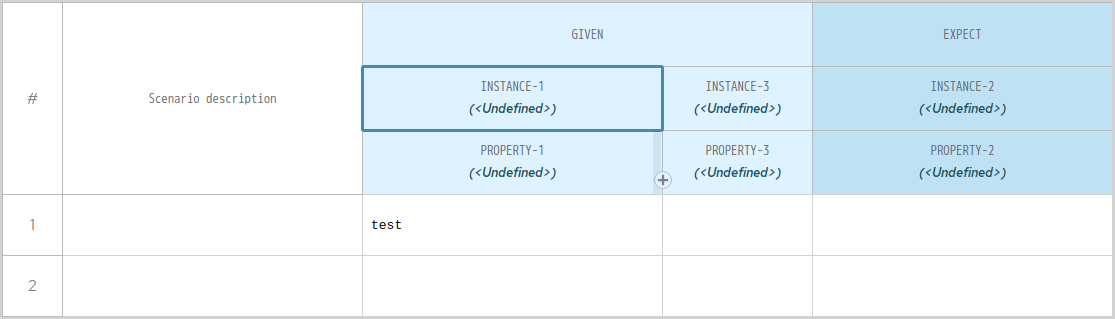 GIVEN EXPECT
# Scenario description INSTANCE-1 INSTANCE-3 INSTANCE-2
(<Undefined>) (<Undefined>) (<Undefined>)
PROPERTY-1 PROPERTY-3 PROPERTY-2
(<Undefined>) (<Undefined>) (<Undefined>)
1 test
2